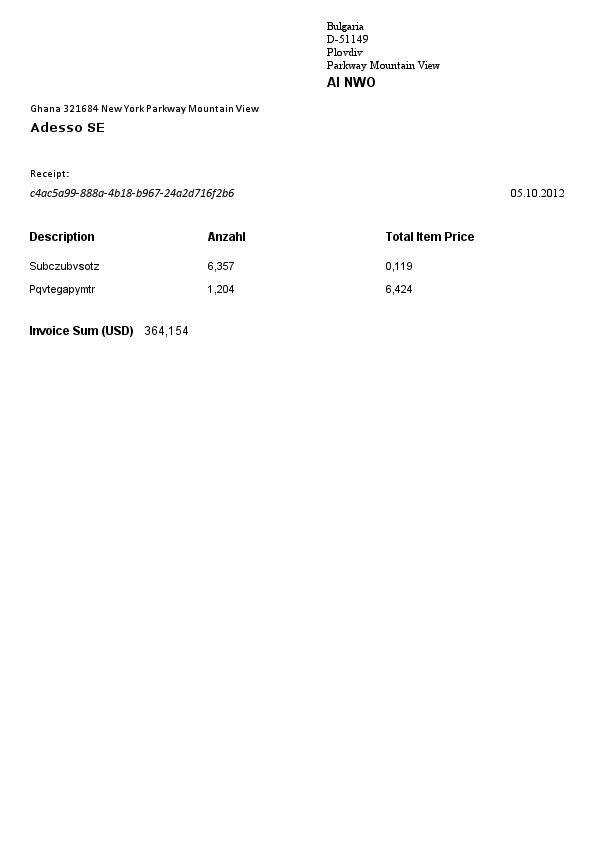 Bulgaria
D-51149
Plovdiv
Parkway Mountain View
AI NWO
Ghana 321684 New York Parkway Mountain View
Adesso SE
Receipt:
c4ac5a99-888a-4b18-b967-24a2d716f2b6 05.10.2012
Description Anzahl Total Item Price
Subczubvsotz 6,357 0,119
Pqvtegapymtr 1,204 6,424
Invoice Sum (USD) 364,154